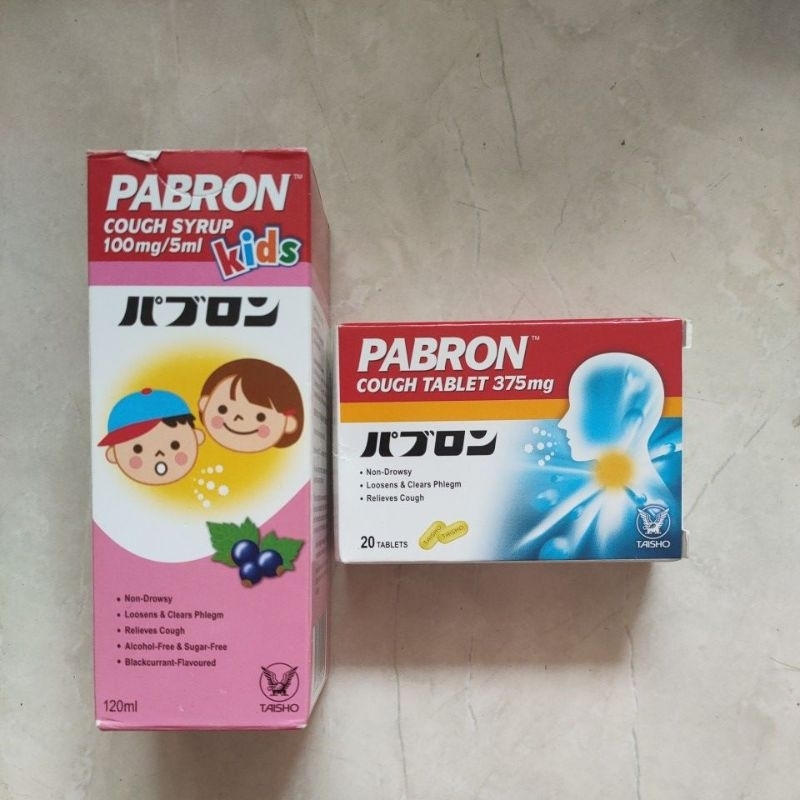 PABRON™
COUGH SYRUP
100mg/5ml
kids
パブロン
• Non-Drowsy
• Loosens & Clears Phlegm
• Relieves Cough
• Alcohol-Free & Sugar-Free
• Blackcurrant-Flavoured
120ml
TAISHO
PABRON™
COUGH TABLET 375mg
パブロン
• Non-Drowsy
• Loosens & Clears Phlegm
• Relieves Cough
20 TABLETS
TAISHO
TAISHO
TAISHO